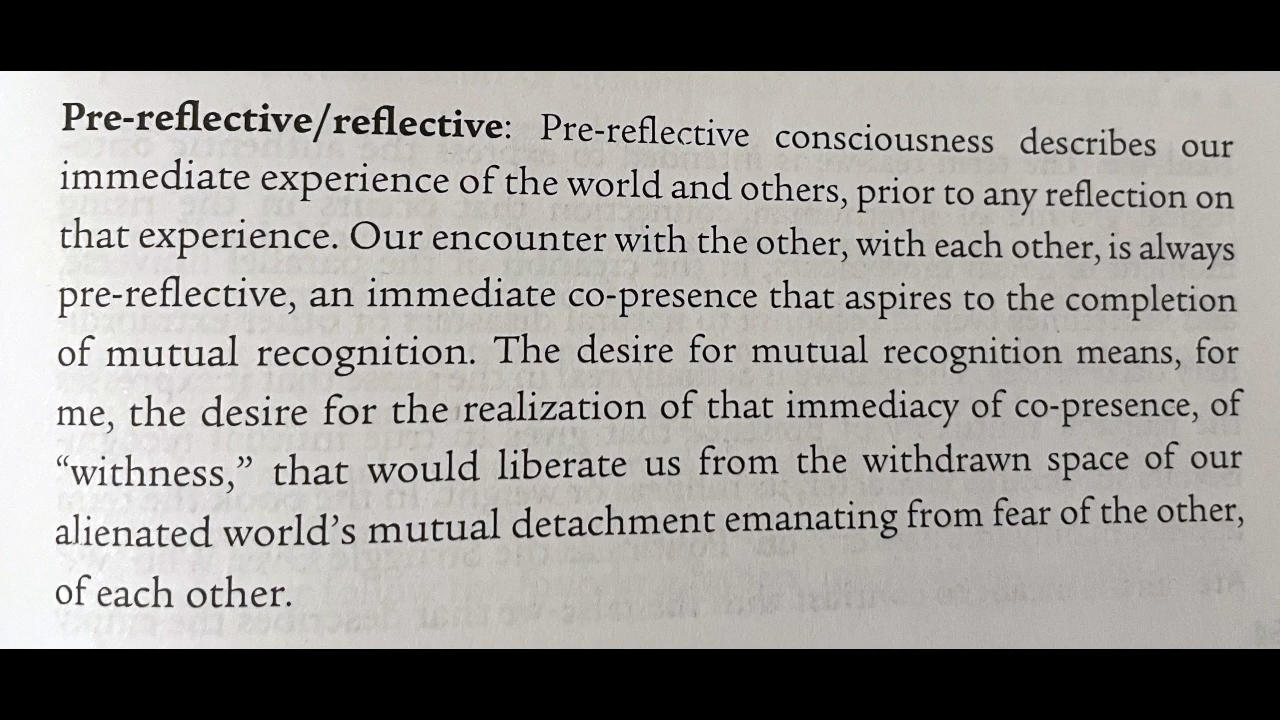 Pre-reflective/reflective: Pre-reflective consciousness describes our
immediate experience of the world and others, prior to any reflection on
that experience. Our encounter with the other, with each other, is always
pre-reflective, an immediate co-presence that aspires to the completion
of mutual recognition. The desire for mutual recognition means, for
me, the desire for the realization of that immediacy of co-presence, of
“withness,” that would liberate us from the withdrawn space of our
alienated world’s mutual detachment emanating from fear of the other,
of each other.